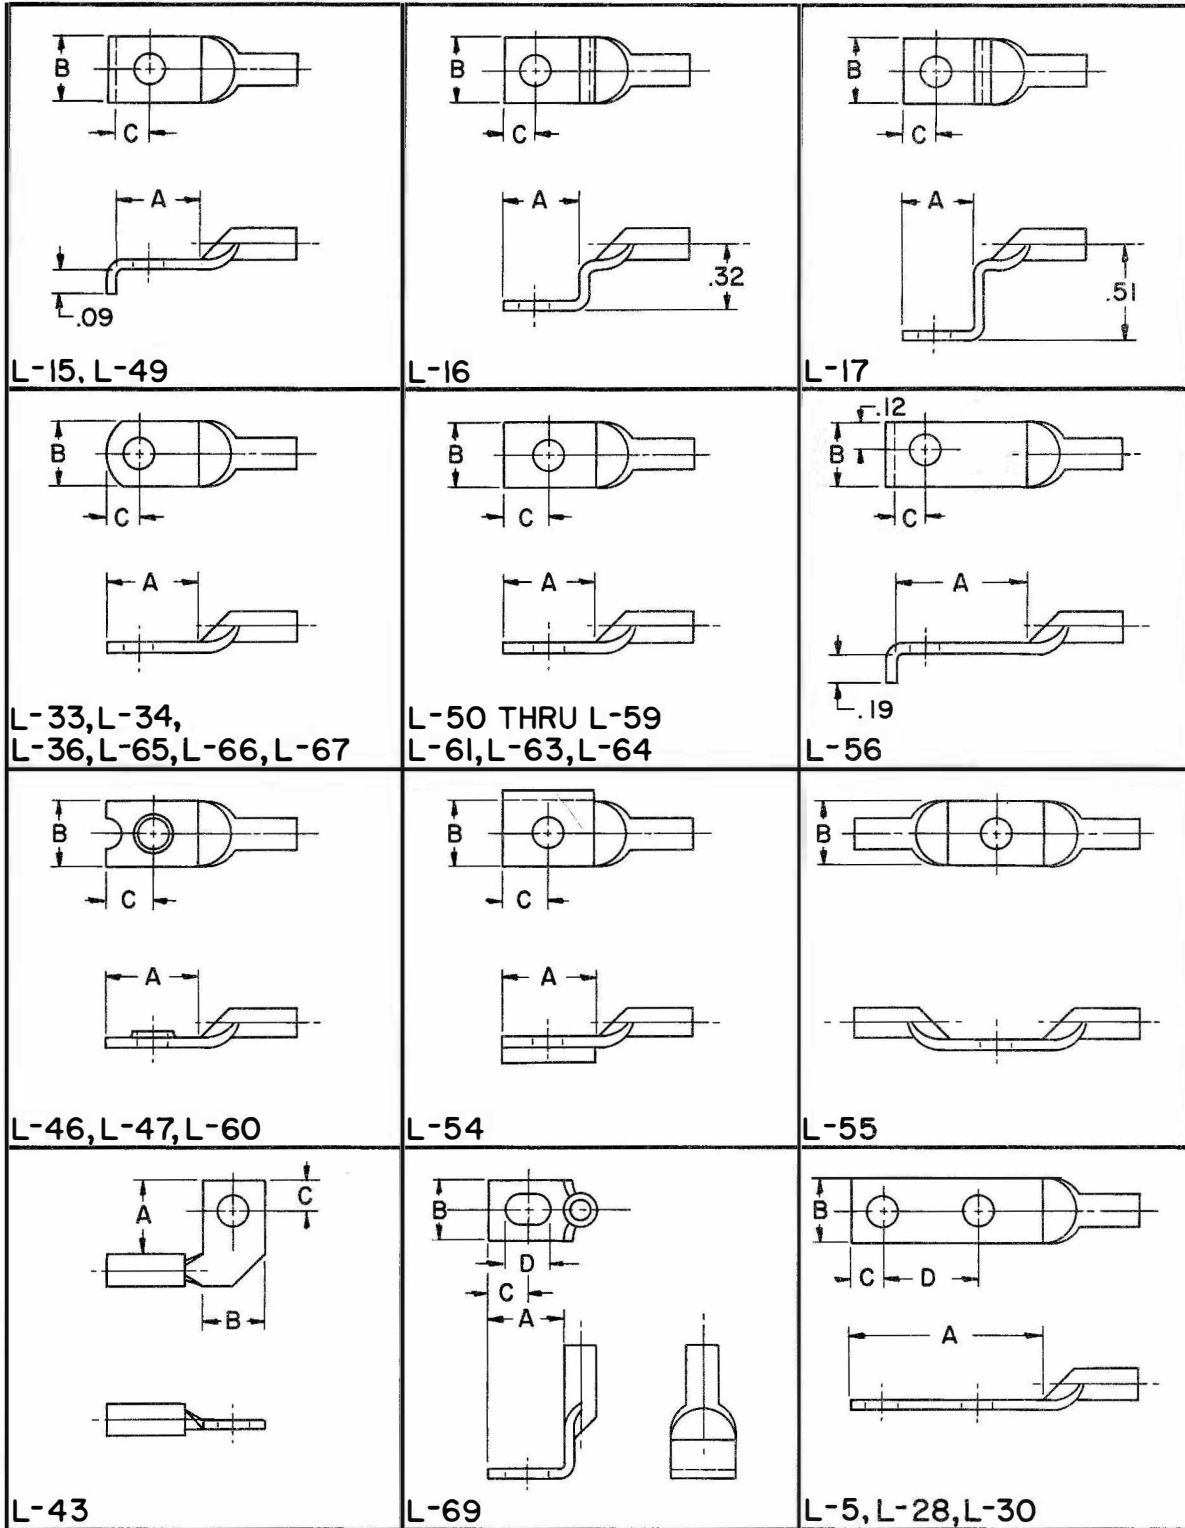 B
C
A
.09
L-15, L-49
B
C
A
.32
L-16
B
C
A
.51
L-17
B
C
A
L-33, L-34,
L-36, L-65, L-66, L-67
B
C
A
L-50 THRU L-59
L-61, L-63, L-64
.12
B
C
A
.19
L-56
B
C
A
L-46, L-47, L-60
B
C
A
L-54
B
L-55
A
C
B
L-43
B
D
C
A
L-69
B
C D
A
L-5, L-28, L-30